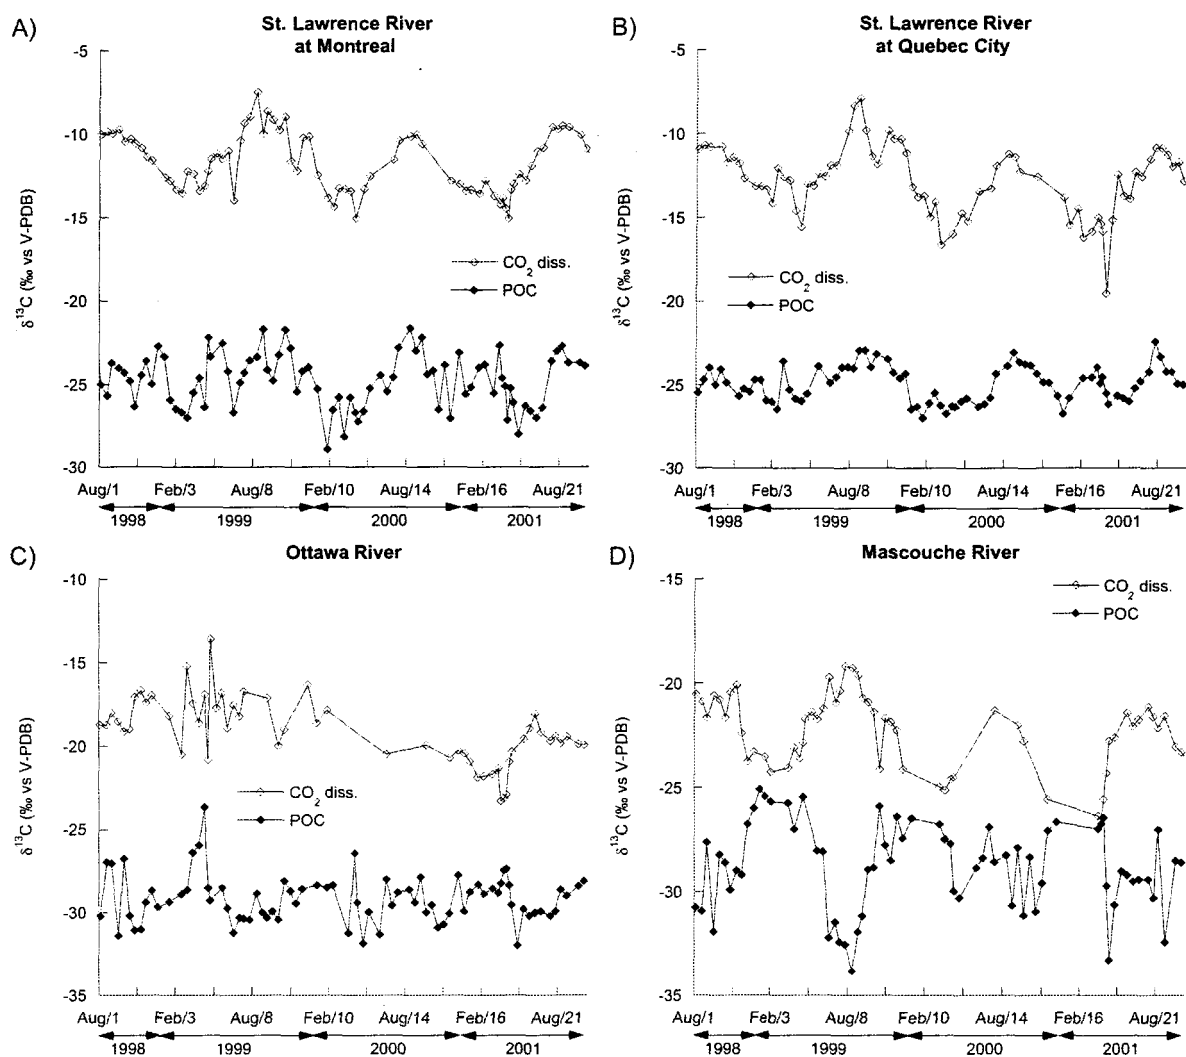 A)
St. Lawrence River
at Montreal
-5
-10
-15
-20
-25
-30
δ13C (‰ vs V-PDB)
CO2 diss.
POC
Aug/1 Feb/3 Aug/8 Feb/10 Aug/14 Feb/16 Aug/21
1998 1999 2000 2001
B)
St. Lawrence River
at Quebec City
-5
-10
-15
-20
-25
-30
δ13C (‰ vs V-PDB)
CO2 diss.
POC
Aug/1 Feb/3 Aug/8 Feb/10 Aug/14 Feb/16 Aug/21
1998 1999 2000 2001
C)
Ottawa River
-10
-15
-20
-25
-30
-35
δ13C (‰ vs V-PDB)
CO2 diss.
POC
Aug/1 Feb/3 Aug/8 Feb/10 Aug/14 Feb/16 Aug/21
1998 1999 2000 2001
D)
Mascouche River
-15
-20
-25
-30
-35
δ13C (‰ vs V-PDB)
CO2 diss.
POC
Aug/1 Feb/3 Aug/8 Feb/10 Aug/14 Feb/16 Aug/21
1998 1999 2000 2001